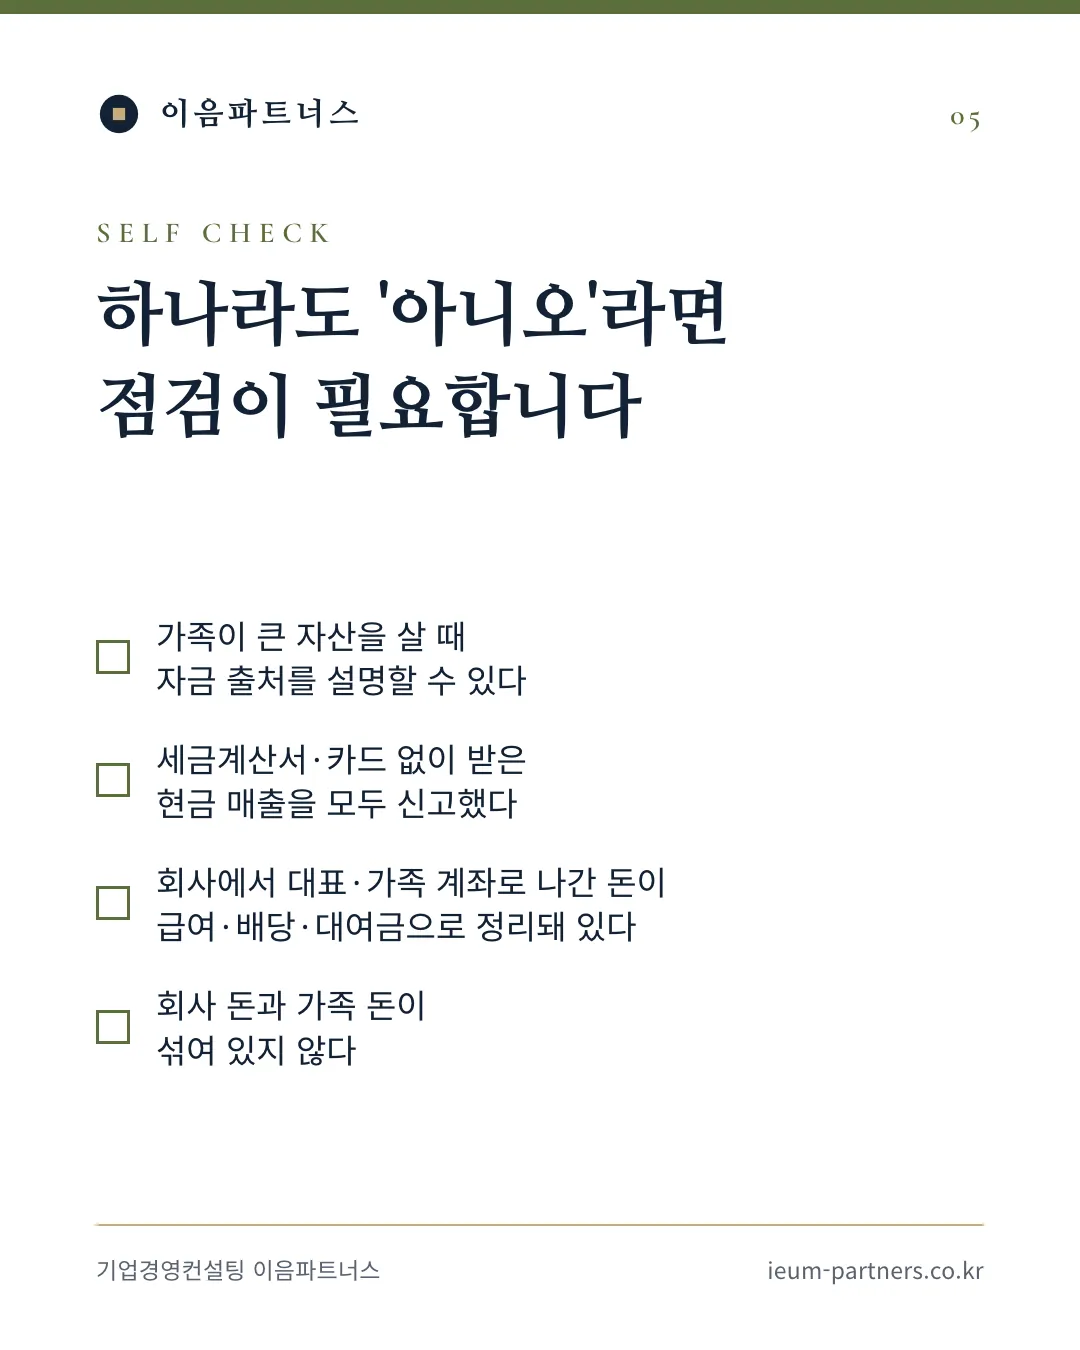 이음파트너스
05
SELF CHECK
하나라도 '아니오'라면
점검이 필요합니다
가족이 큰 자산을 살 때
자금 출처를 설명할 수 있다
세금계산서·카드 없이 받은
현금 매출을 모두 신고했다
회사에서 대표·가족 계좌로 나간 돈이
급여·배당·대여금으로 정리돼 있다
회사 돈과 가족 돈이
섞여 있지 않다
기업경영컨설팅 이음파트너스
ieum-partners.co.kr